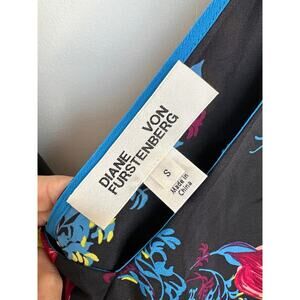 DIANE VON
FURSTENBERG
S
Made in
China